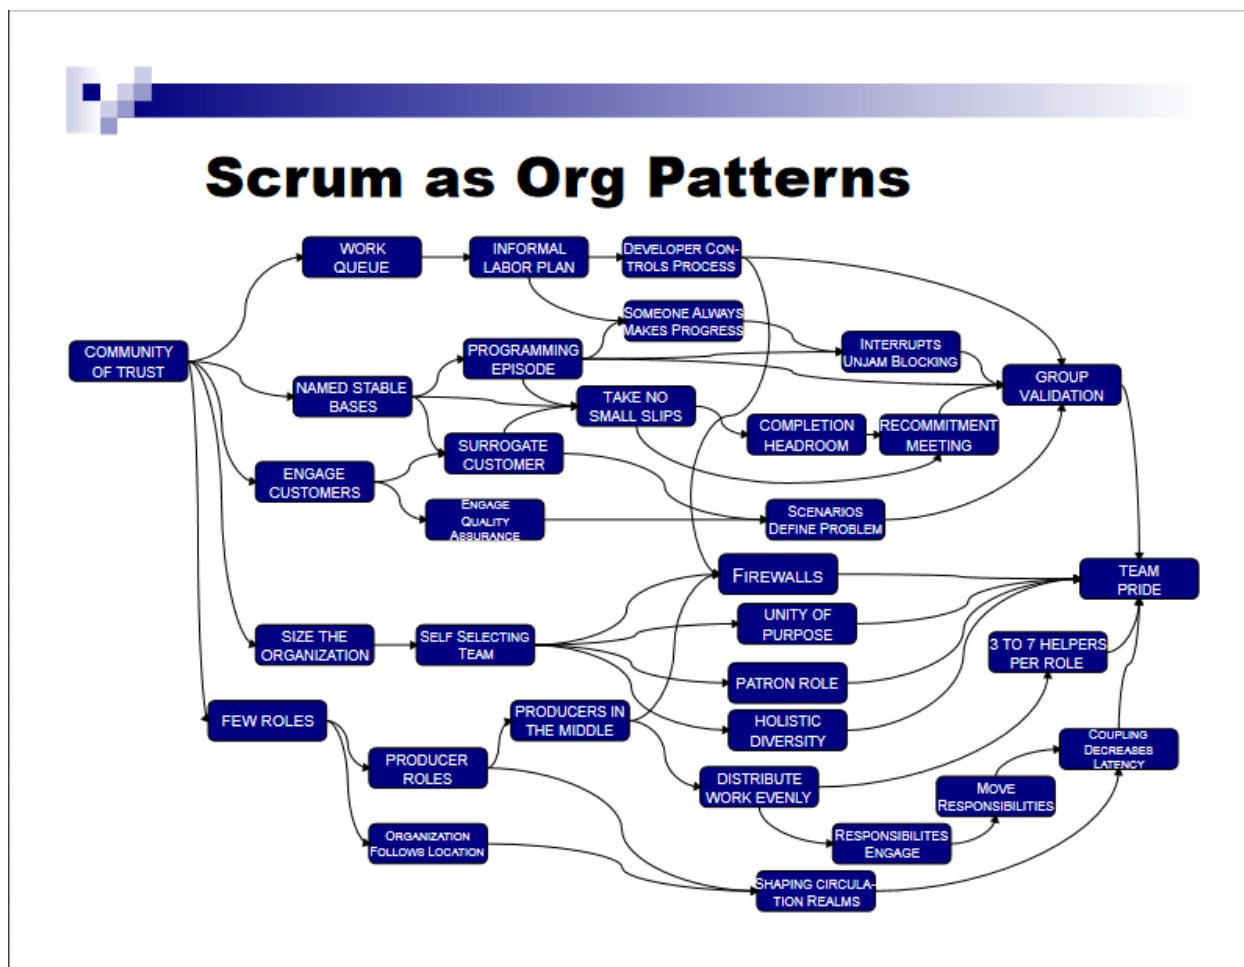 Scrum as Org Patterns
WORK
QUEUE
INFORMAL
LABOR PLAN
DEVELOPER CON-
TROLS PROCESS
SOMEONE ALWAYS
MAKES PROGRESS
COMMUNITY
OF TRUST
PROGRAMMING
EPISODE
INTERRUPTS
UNJAM BLOCKING
NAMED STABLE
BASES
TAKE NO
SMALL SLIPS
GROUP
VALIDATION
COMPLETION
HEADROOM
RECOMMITMENT
MEETING
SURROGATE
CUSTOMER
ENGAGE
CUSTOMERS
ENGAGE
QUALITY
ASSURANCE
SCENARIOS
DEFINE PROBLEM
FIREWALLS
TEAM
PRIDE
UNITY OF
PURPOSE
SIZE THE
ORGANIZATION
SELF SELECTING
TEAM
3 TO 7 HELPERS
PER ROLE
PATRON ROLE
FEW ROLES
PRODUCERS IN
THE MIDDLE
HOLISTIC
DIVERSITY
COUPLING
DECREASES
LATENCY
PRODUCER
ROLES
DISTRIBUTE
WORK EVENLY
MOVE
RESPONSIBILITIES
ORGANIZATION
FOLLOWS LOCATION
RESPONSIBILITES
ENGAGE
SHAPING CIRCULA-
TION REALMS